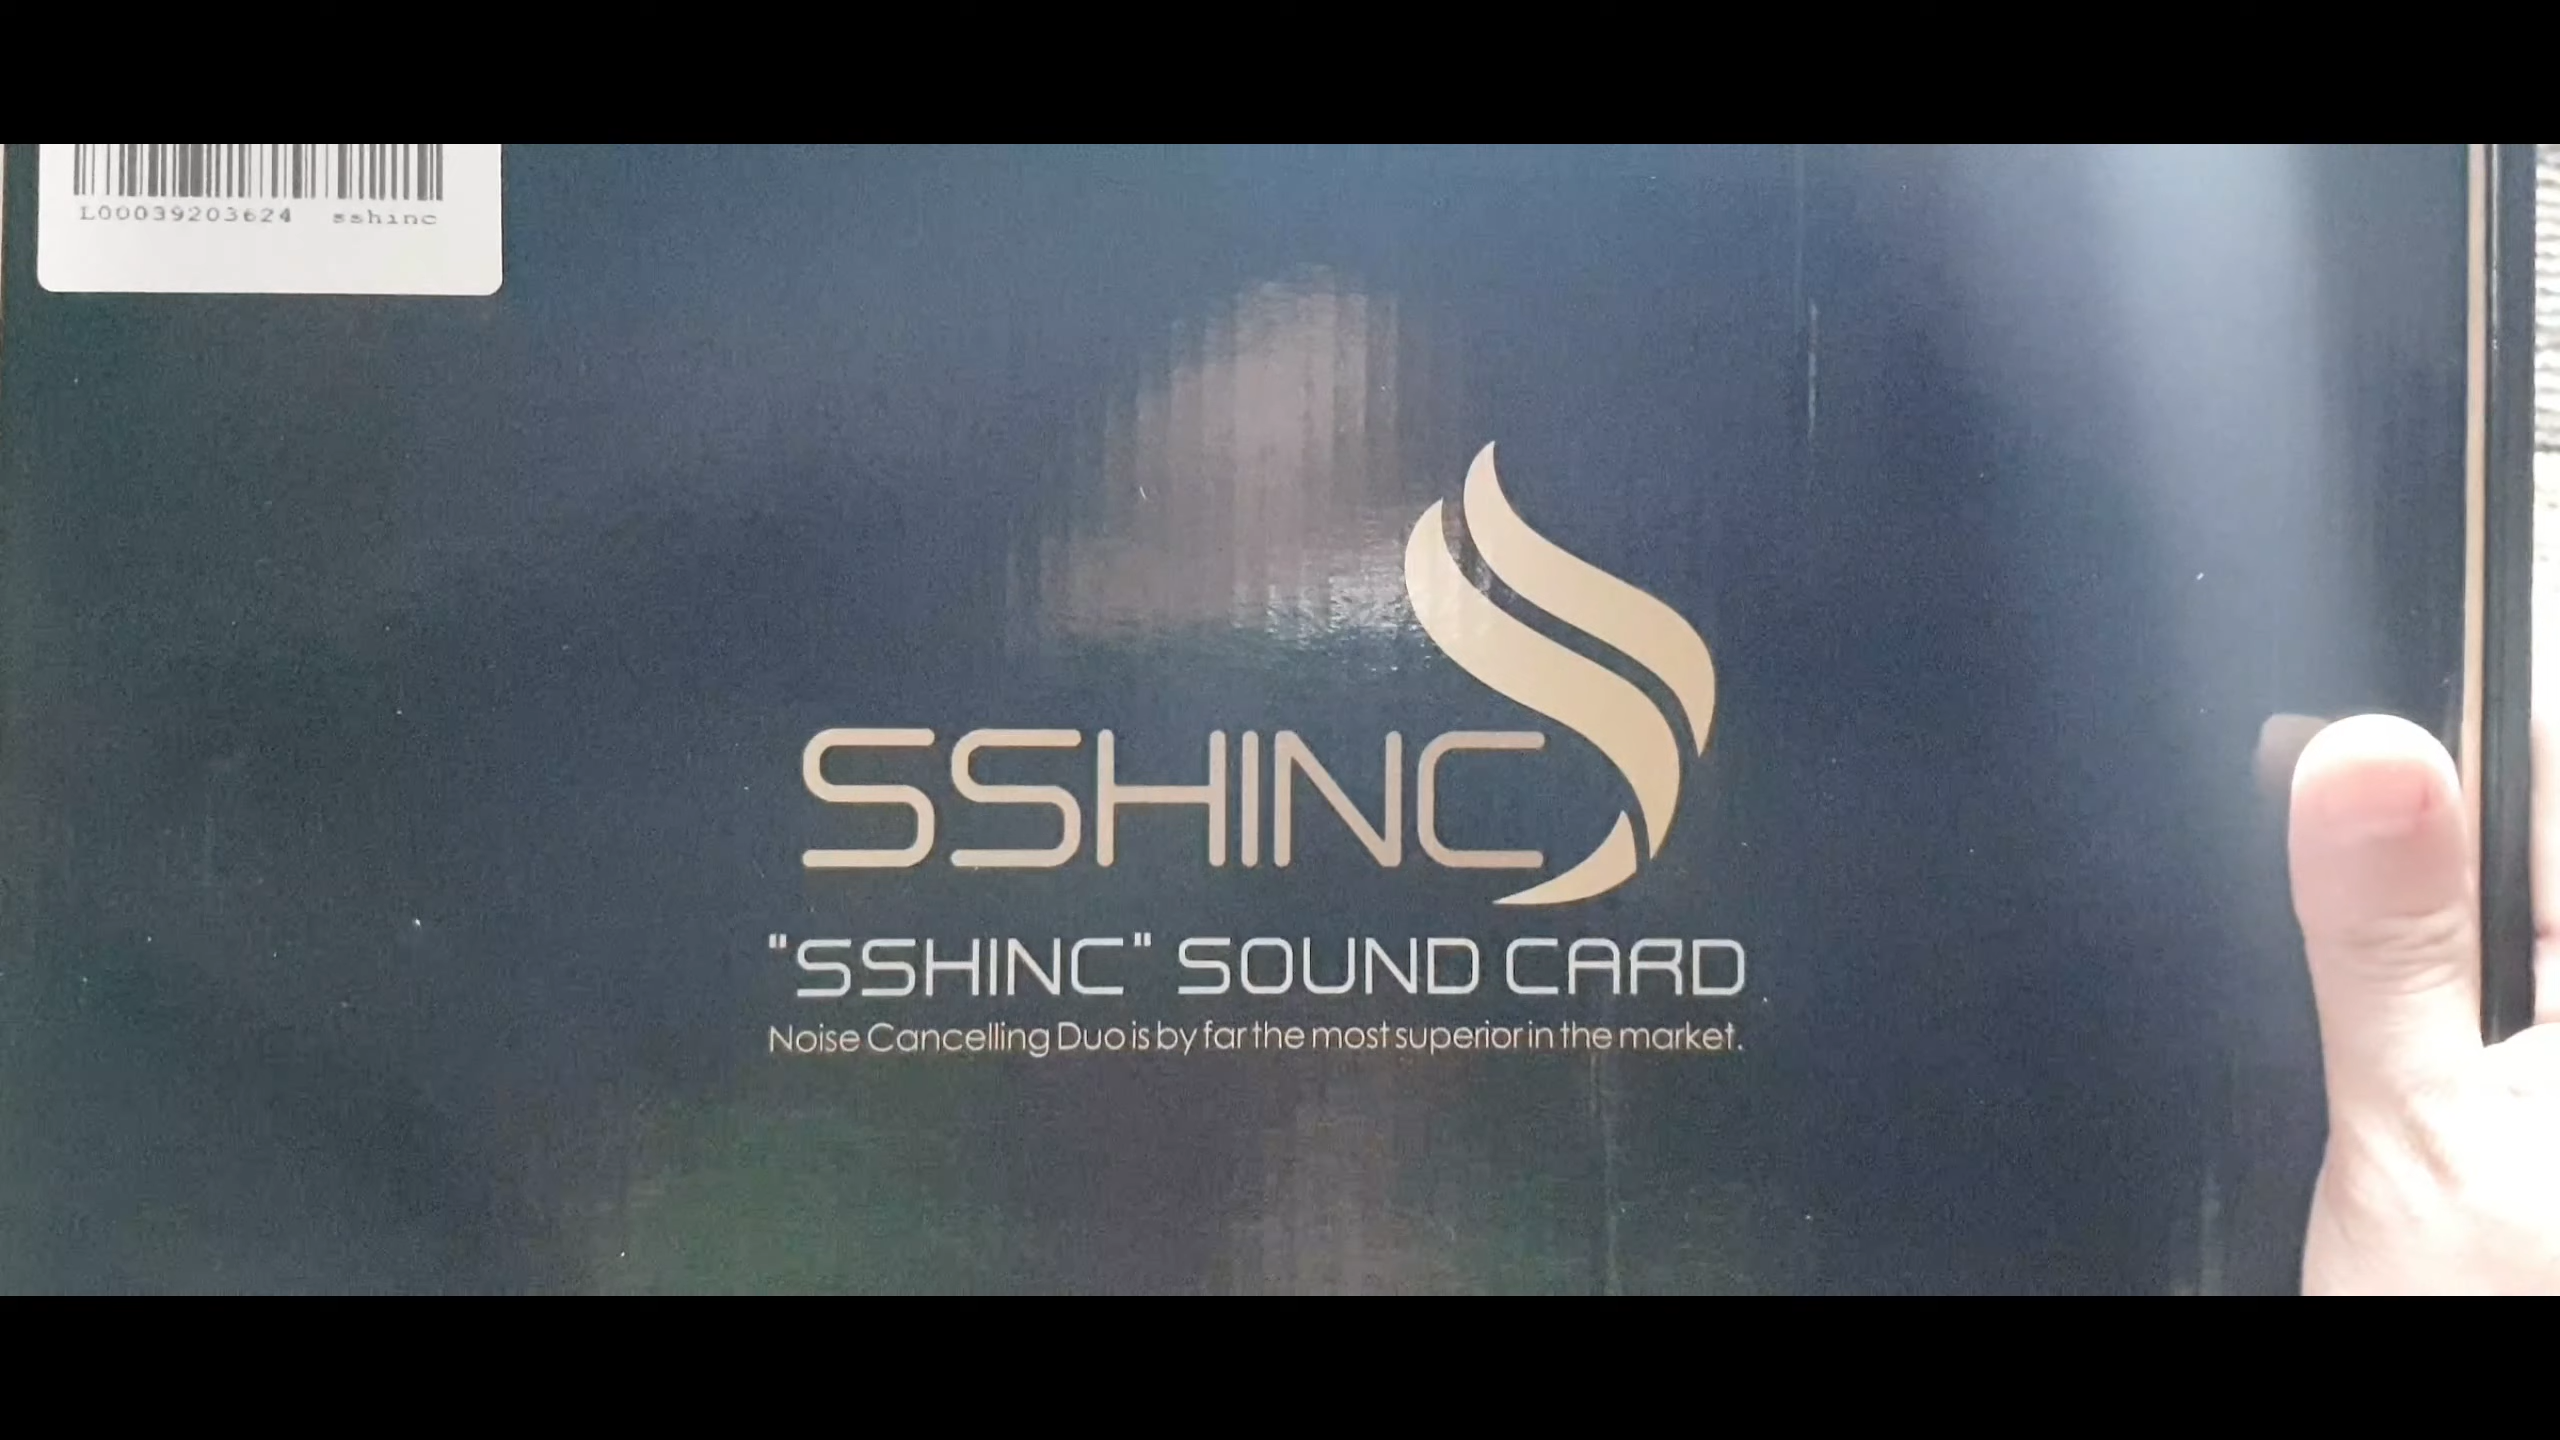 L00039203624 sshinc
SSHINC
"SSHINC" SOUND CARD
Noise Cancelling Duo is by far the most superior in the market.